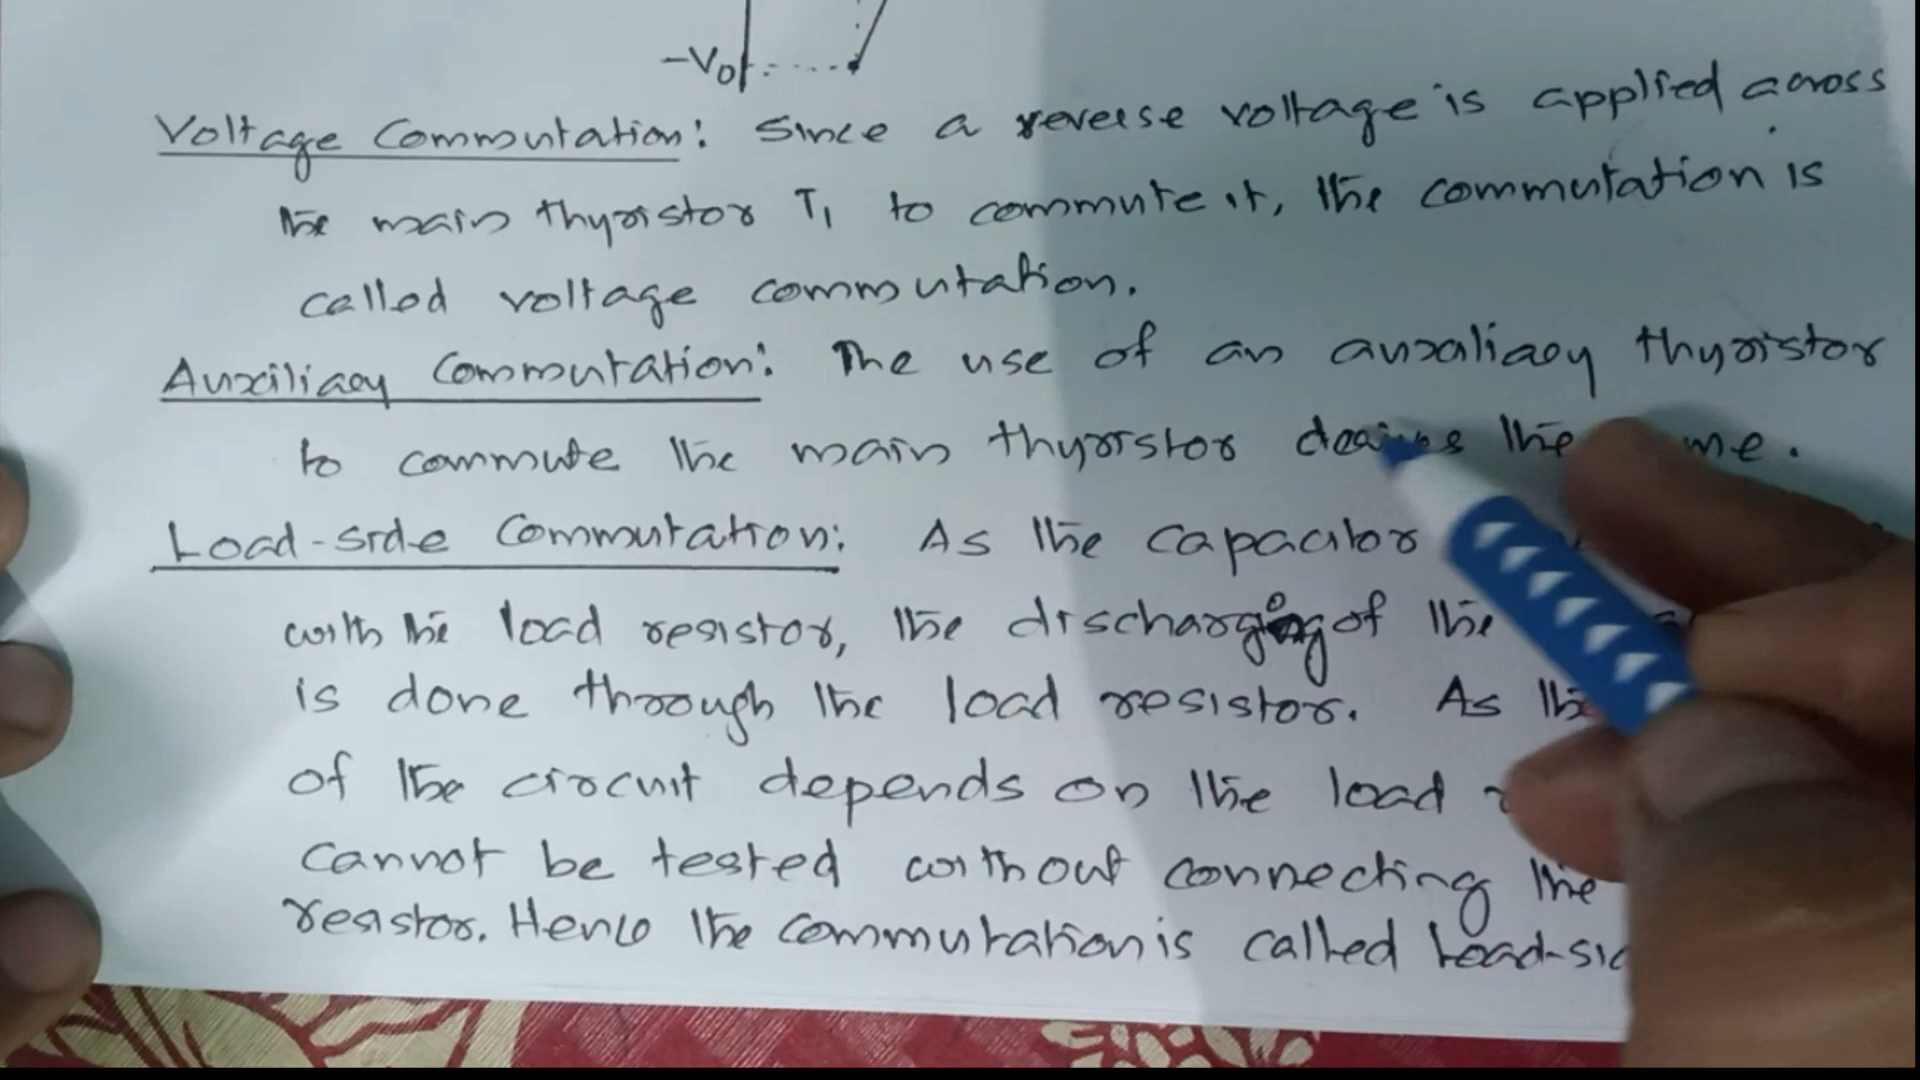 -V0
Voltage Commutation: Since a reverse voltage is applied across
the main thyristor T1 to commute it, the commutation is
called voltage commutation.
Auxiliary Commutation: The use of an auxaliary thyristor
to commute the main thyristor the
Load-side Commutation: As the capacitor
with the load resistor, the discharging of the
is done through the load resistor. As the
of the circuit depends on the load
cannot be tested without connecting the
resistor. Hence the commutation is called Load-